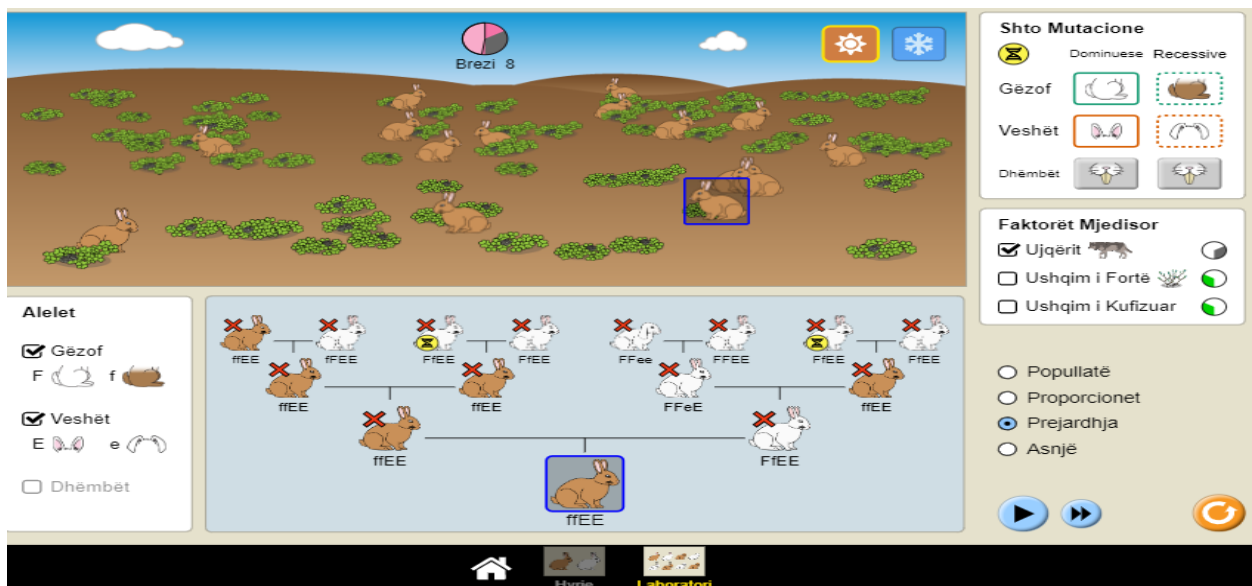 Brezi 8
Shto Mutacione
Dominuese Recessive
Gëzof
Veshët
Dhëmbët
Faktorët Mjedisor
Ujqërit
Ushqim i Fortë
Ushqim i Kufizuar
Popullatë
Proporcionet
Prejardhja
Asnjë
Alelet
Gëzof
F f
Veshët
E e
Dhëmbët
ffEE fFEE FfEE FfEE FFee FFEE FfEE FfEE
ffEE ffEE FFeE ffEE
ffEE FfEE
ffEE
Hyrje Laboratori